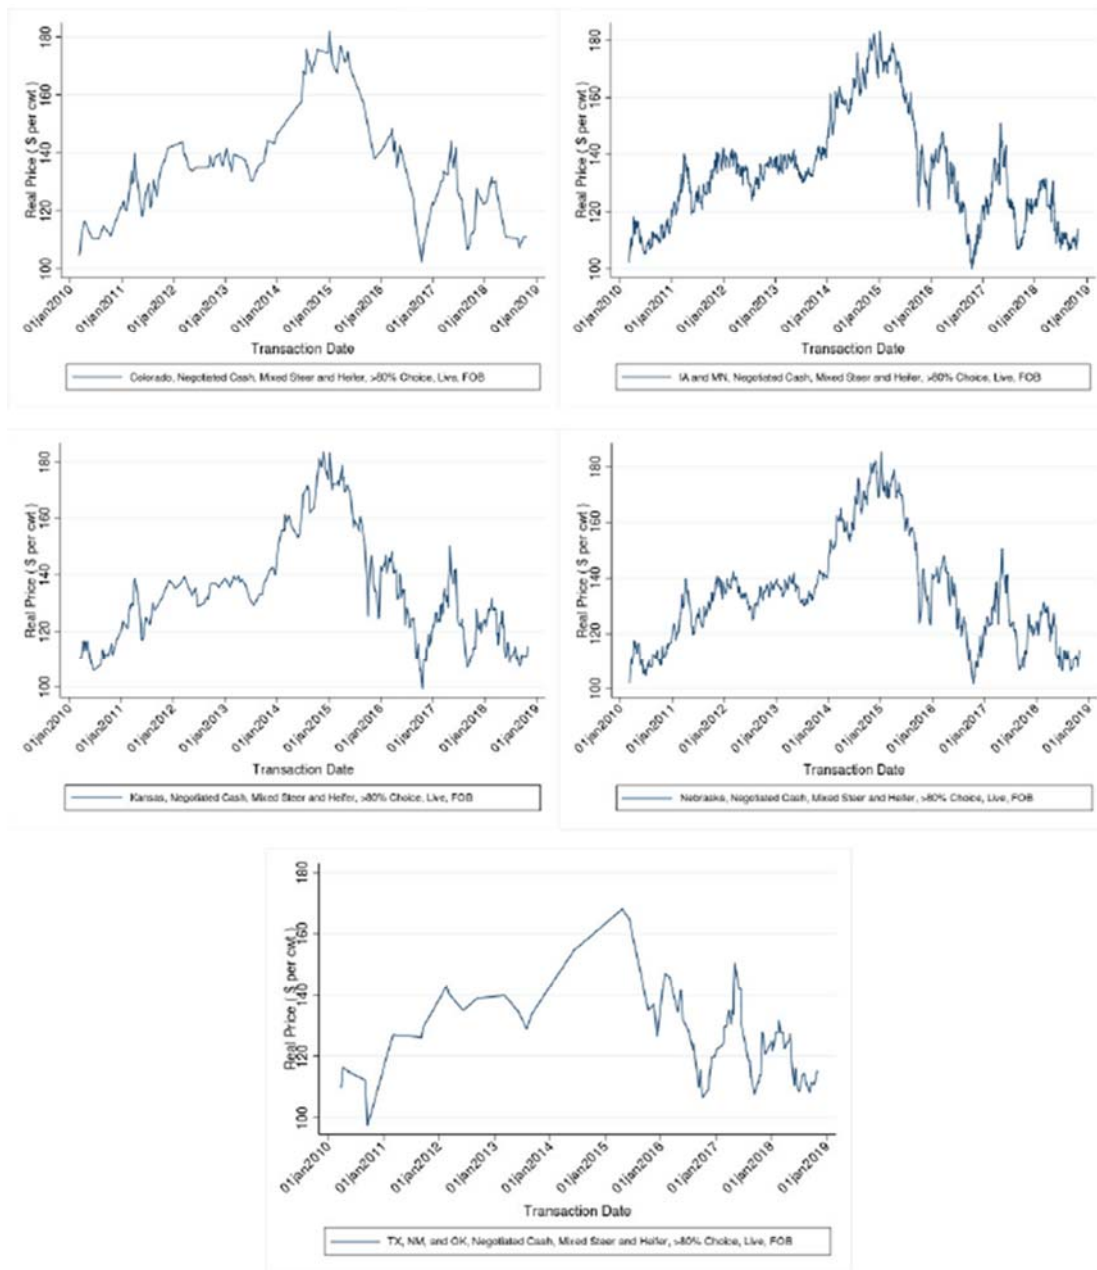 Real Price ( $ per cwt )
180
160
140
120
100
01jan2010
01jan2011
01jan2012
01jan2013
01jan2014
01jan2015
01jan2016
01jan2017
01jan2018
01jan2019
Transaction Date
Colorado, Negotiated Cash, Mixed Steer and Heifer, >80% Choice, Live, FOB
Real Price ( $ per cwt )
180
160
140
120
100
01jan2010
01jan2011
01jan2012
01jan2013
01jan2014
01jan2015
01jan2016
01jan2017
01jan2018
01jan2019
Transaction Date
IA and MN, Negotiated Cash, Mixed Steer and Heifer, >80% Choice, Live, FOB
Real Price ( $ per cwt )
180
160
140
120
100
01jan2010
01jan2011
01jan2012
01jan2013
01jan2014
01jan2015
01jan2016
01jan2017
01jan2018
01jan2019
Transaction Date
Kansas, Negotiated Cash, Mixed Steer and Heifer, >80% Choice, Live, FOB
Real Price ( $ per cwt )
180
160
140
120
100
01jan2010
01jan2011
01jan2012
01jan2013
01jan2014
01jan2015
01jan2016
01jan2017
01jan2018
01jan2019
Transaction Date
Nebraska, Negotiated Cash, Mixed Steer and Heifer, >80% Choice, Live, FOB
Real Price ( $ per cwt )
180
160
140
120
100
01jan2010
01jan2011
01jan2012
01jan2013
01jan2014
01jan2015
01jan2016
01jan2017
01jan2018
01jan2019
Transaction Date
TX, NM, and OK, Negotiated Cash, Mixed Steer and Heifer, >80% Choice, Live, FOB